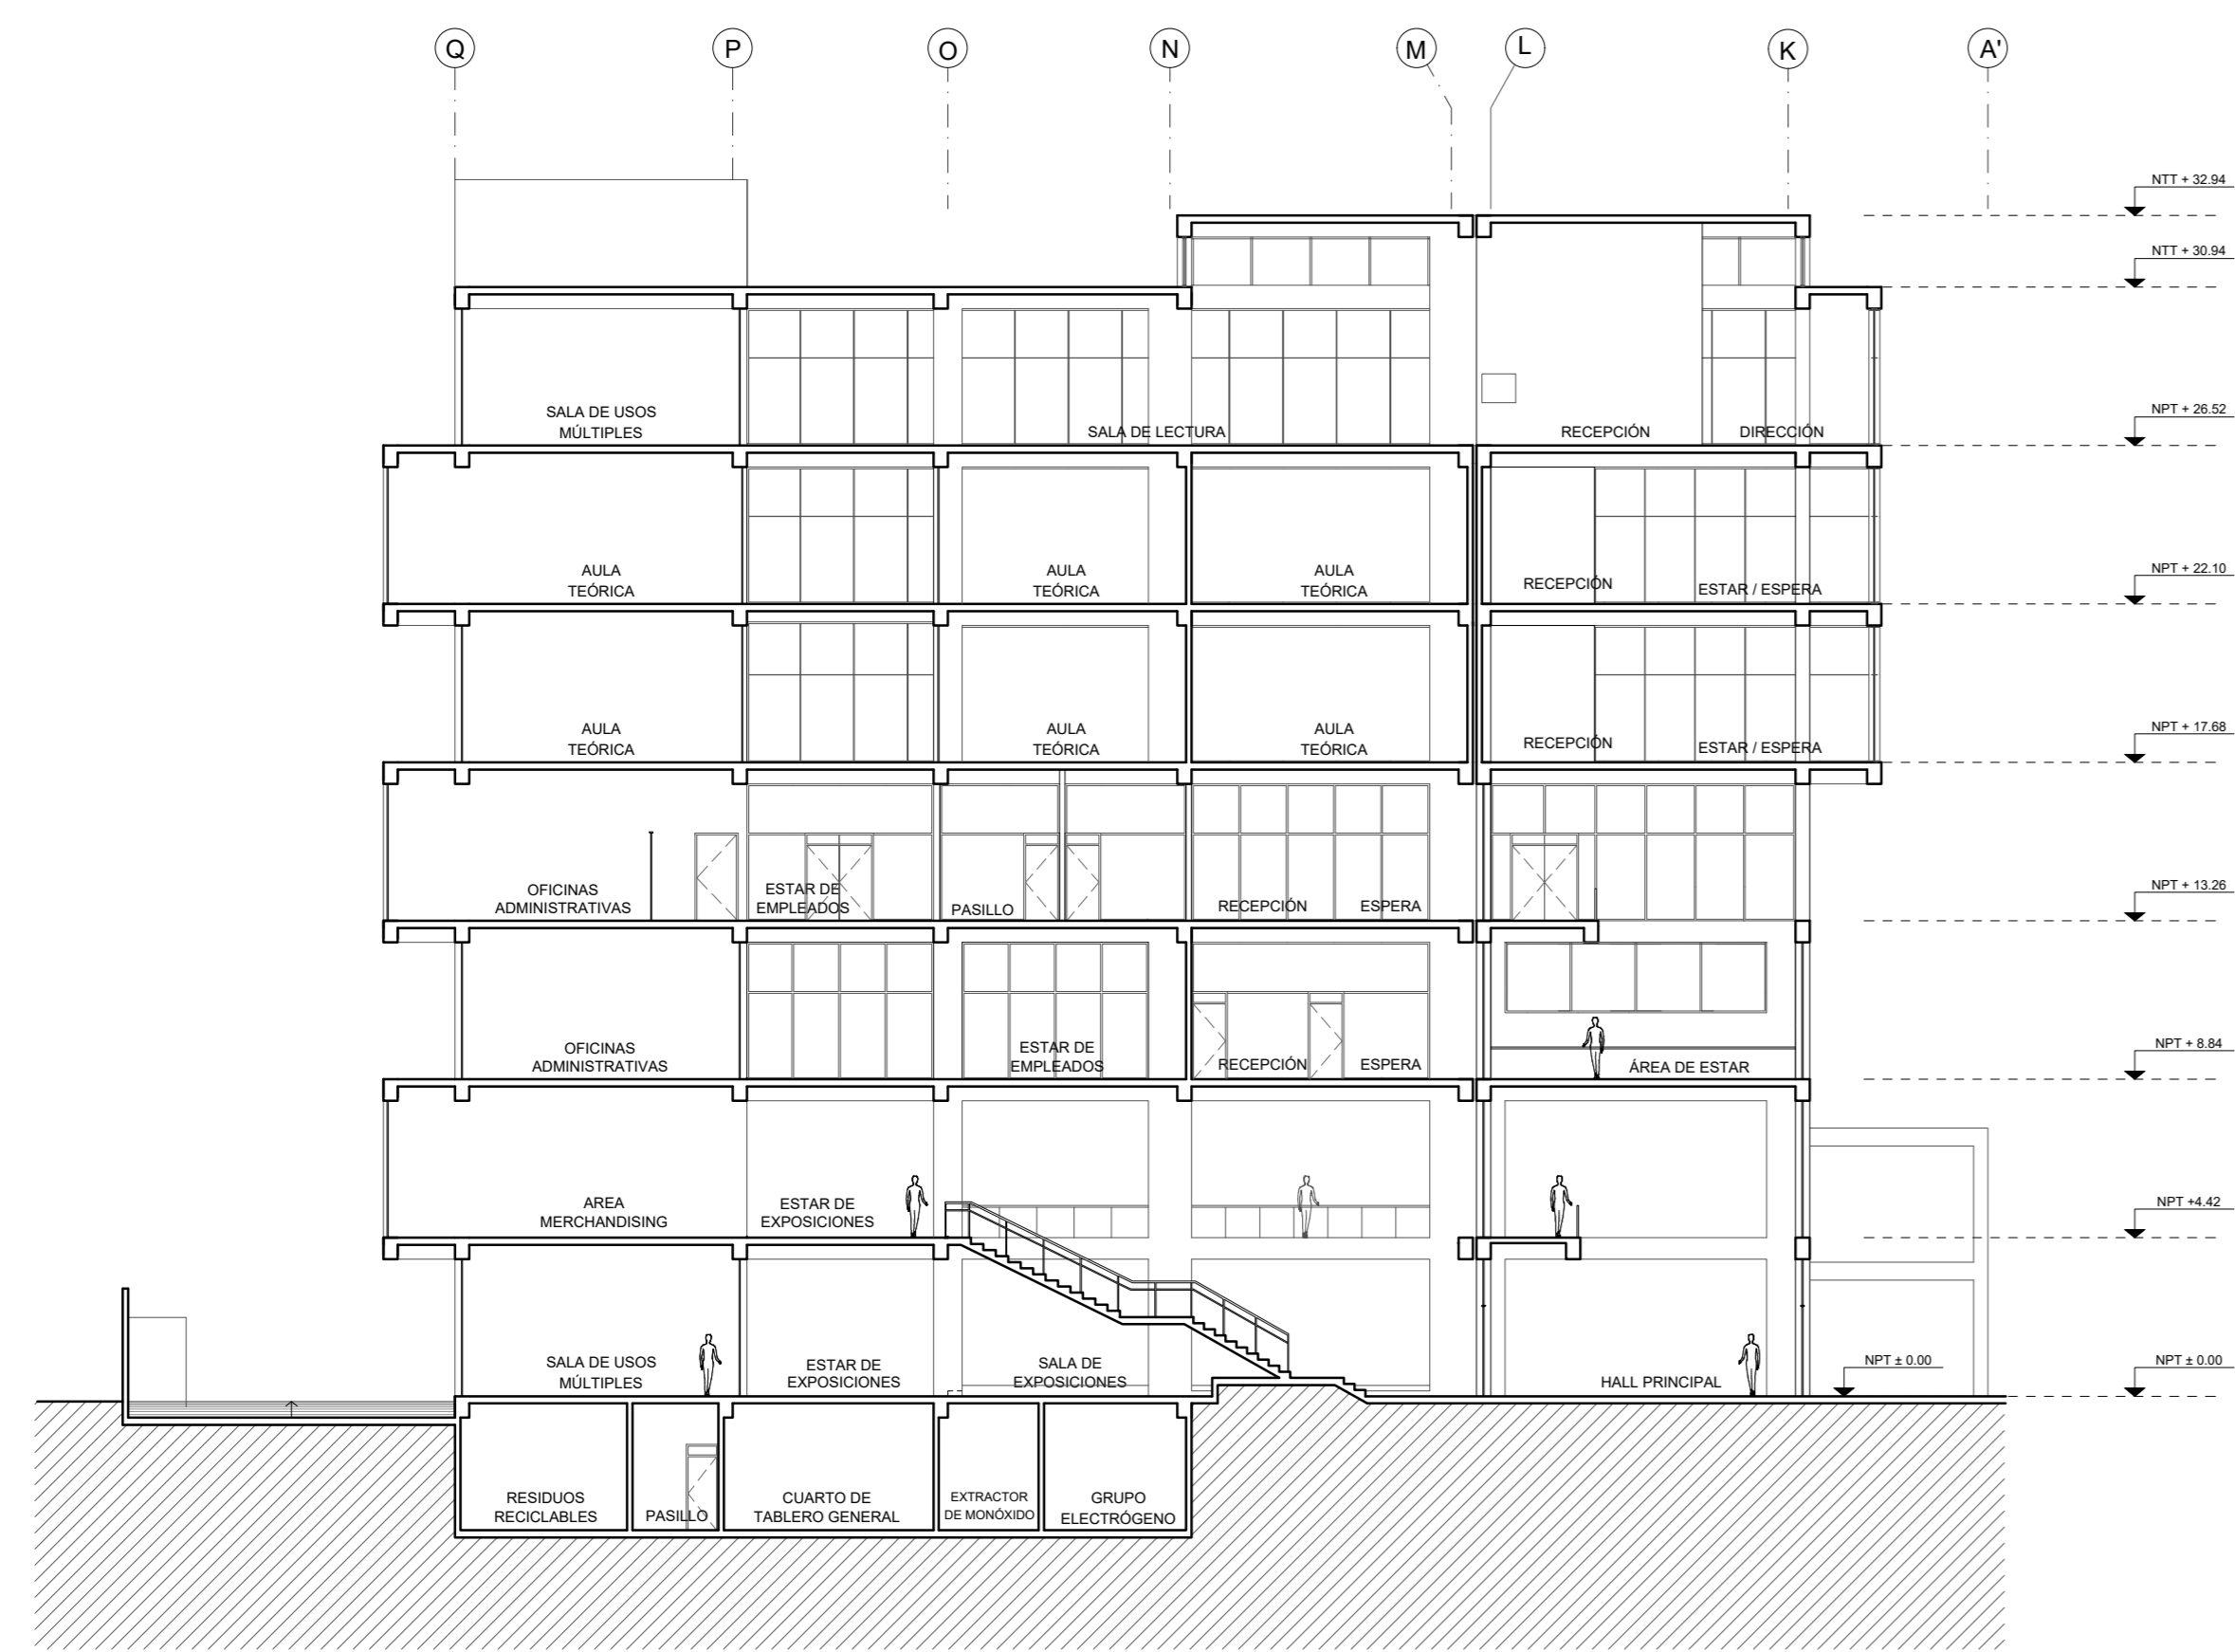 Q P O N M L K A'
NTT + 32.94
NTT + 30.94
SALA DE USOS
MÚLTIPLES
SALA DE LECTURA
RECEPCIÓN
DIRECCIÓN
NPT + 26.52
AULA
TEÓRICA
AULA
TEÓRICA
AULA
TEÓRICA
RECEPCIÓN
ESTAR / ESPERA
NPT + 22.10
AULA
TEÓRICA
AULA
TEÓRICA
AULA
TEÓRICA
RECEPCIÓN
ESTAR / ESPERA
NPT + 17.68
OFICINAS
ADMINISTRATIVAS
ESTAR DE
EMPLEADOS
PASILLO
RECEPCIÓN
ESPERA
NPT + 13.26
OFICINAS
ADMINISTRATIVAS
ESTAR DE
EMPLEADOS
RECEPCIÓN
ESPERA
ÁREA DE ESTAR
NPT + 8.84
AREA
MERCHANDISING
ESTAR DE
EXPOSICIONES
NPT +4.42
SALA DE USOS
MÚLTIPLES
ESTAR DE
EXPOSICIONES
SALA DE
EXPOSICIONES
HALL PRINCIPAL
NPT ± 0.00
NPT ± 0.00
RESIDUOS
RECICLABLES
PASILLO
CUARTO DE
TABLERO GENERAL
EXTRACTOR
DE MONÓXIDO
GRUPO
ELECTRÓGENO